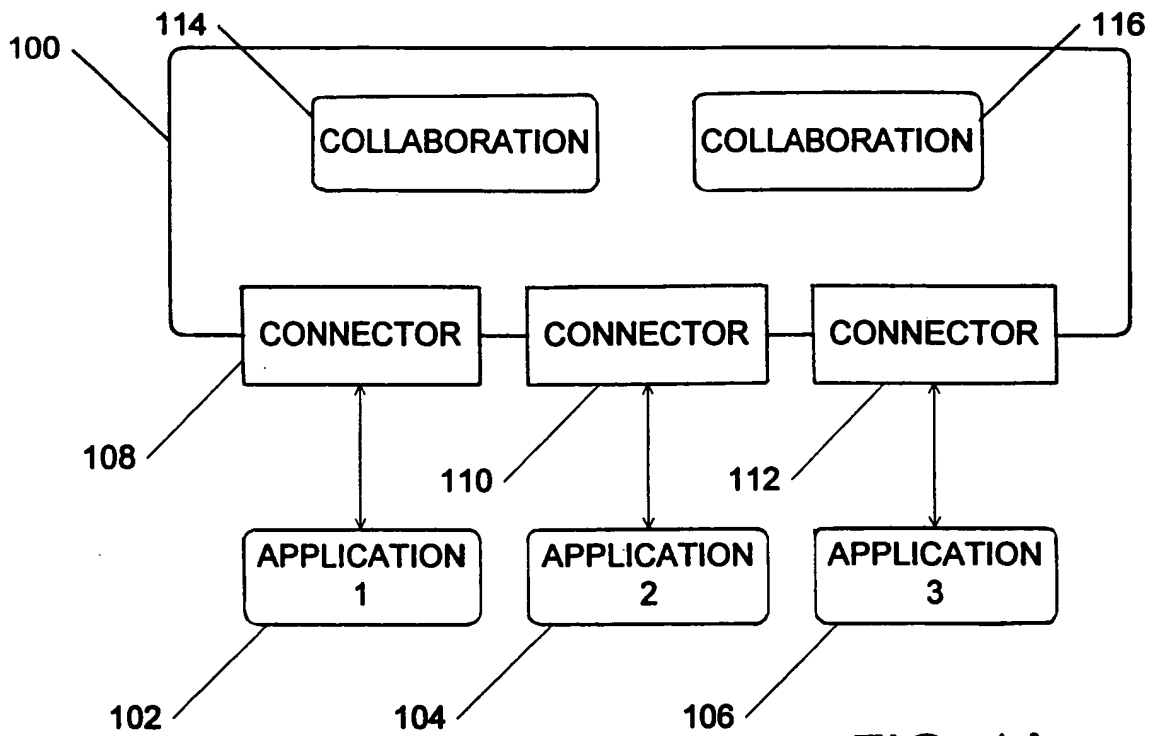 114
116
100
COLLABORATION
COLLABORATION
CONNECTOR
CONNECTOR
CONNECTOR
108
110
112
APPLICATION
1
APPLICATION
2
APPLICATION
3
102
104
106